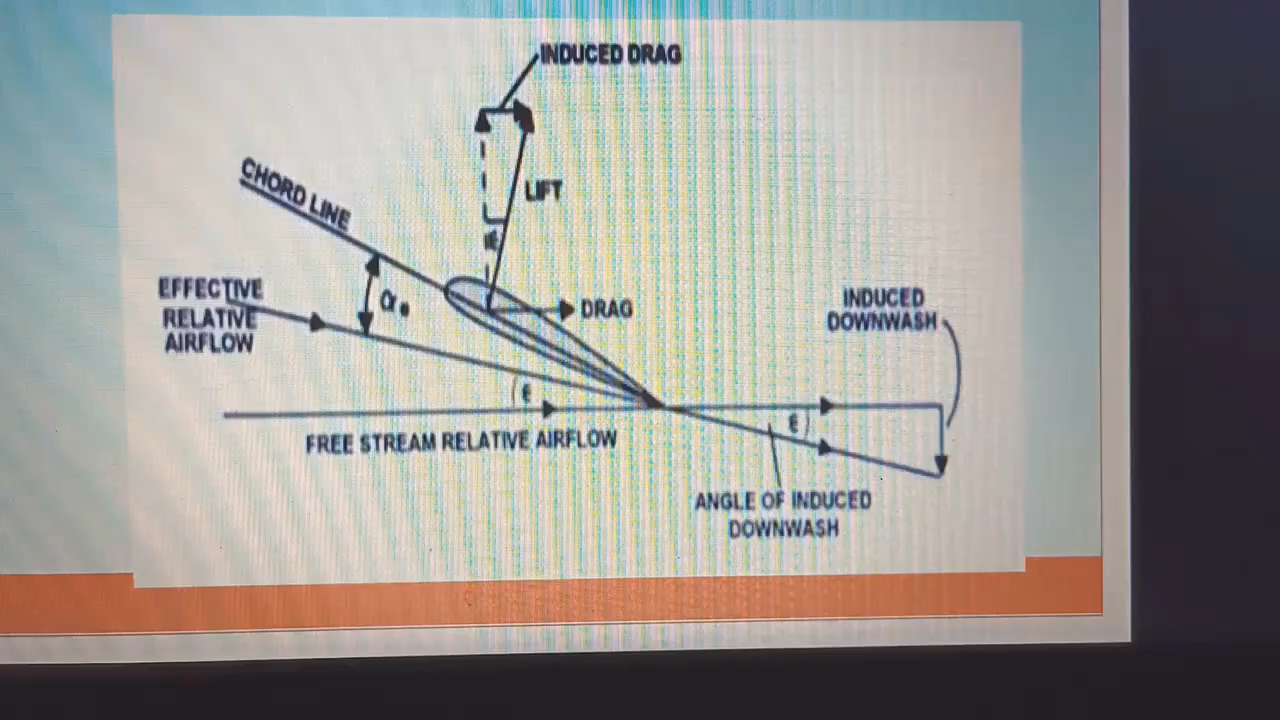 INDUCED DRAG
CHORD LINE
LIFT
EFFECTIVE
RELATIVE
AIRFLOW
αe
DRAG
INDUCED
DOWNWASH
ε
ε
FREE STREAM RELATIVE AIRFLOW
ANGLE OF INDUCED
DOWNWASH